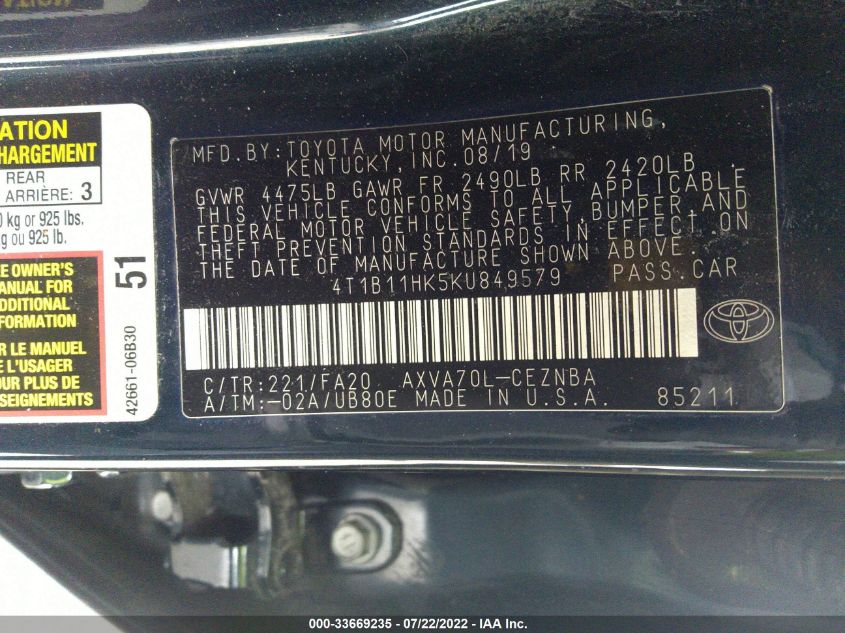 ATION
HARGEMENT
REAR
ARRIÈRE: 3
0 kg or 925 lbs.
g ou 925 lb.
E OWNER'S
ANUAL FOR
DDITIONAL
FORMATION
R LE MANUEL
E L'USAGER
LUS DE
SEIGNEMENTS
51
42661-06B30
MFD. BY: TOYOTA MOTOR MANUFACTURING,
KENTUCKY, INC. 08/19
GVWR 4475LB GAWR FR 2490LB RR 2420LB
THIS VEHICLE CONFORMS TO ALL APPLICABLE
FEDERAL MOTOR VEHICLE SAFETY, BUMPER, AND
THEFT PREVENTION STANDARDS IN EFFECT ON
THE DATE OF MANUFACTURE SHOWN ABOVE.
4T1B11HK5KU849579 PASS. CAR
C/TR: 221/FA20 AXVA70L-CEZNBA
A/TM: -02A/UB80E MADE IN U.S.A. 85211
000-33669235 - 07/22/2022 - IAA Inc.